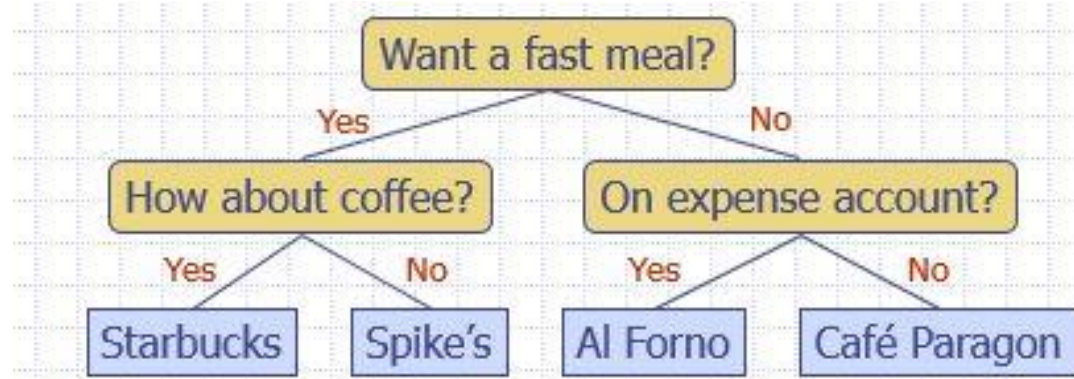 Want a fast meal?
Yes
No
How about coffee?
On expense account?
Yes
No
Yes
No
Starbucks
Spike’s
Al Forno
Café Paragon